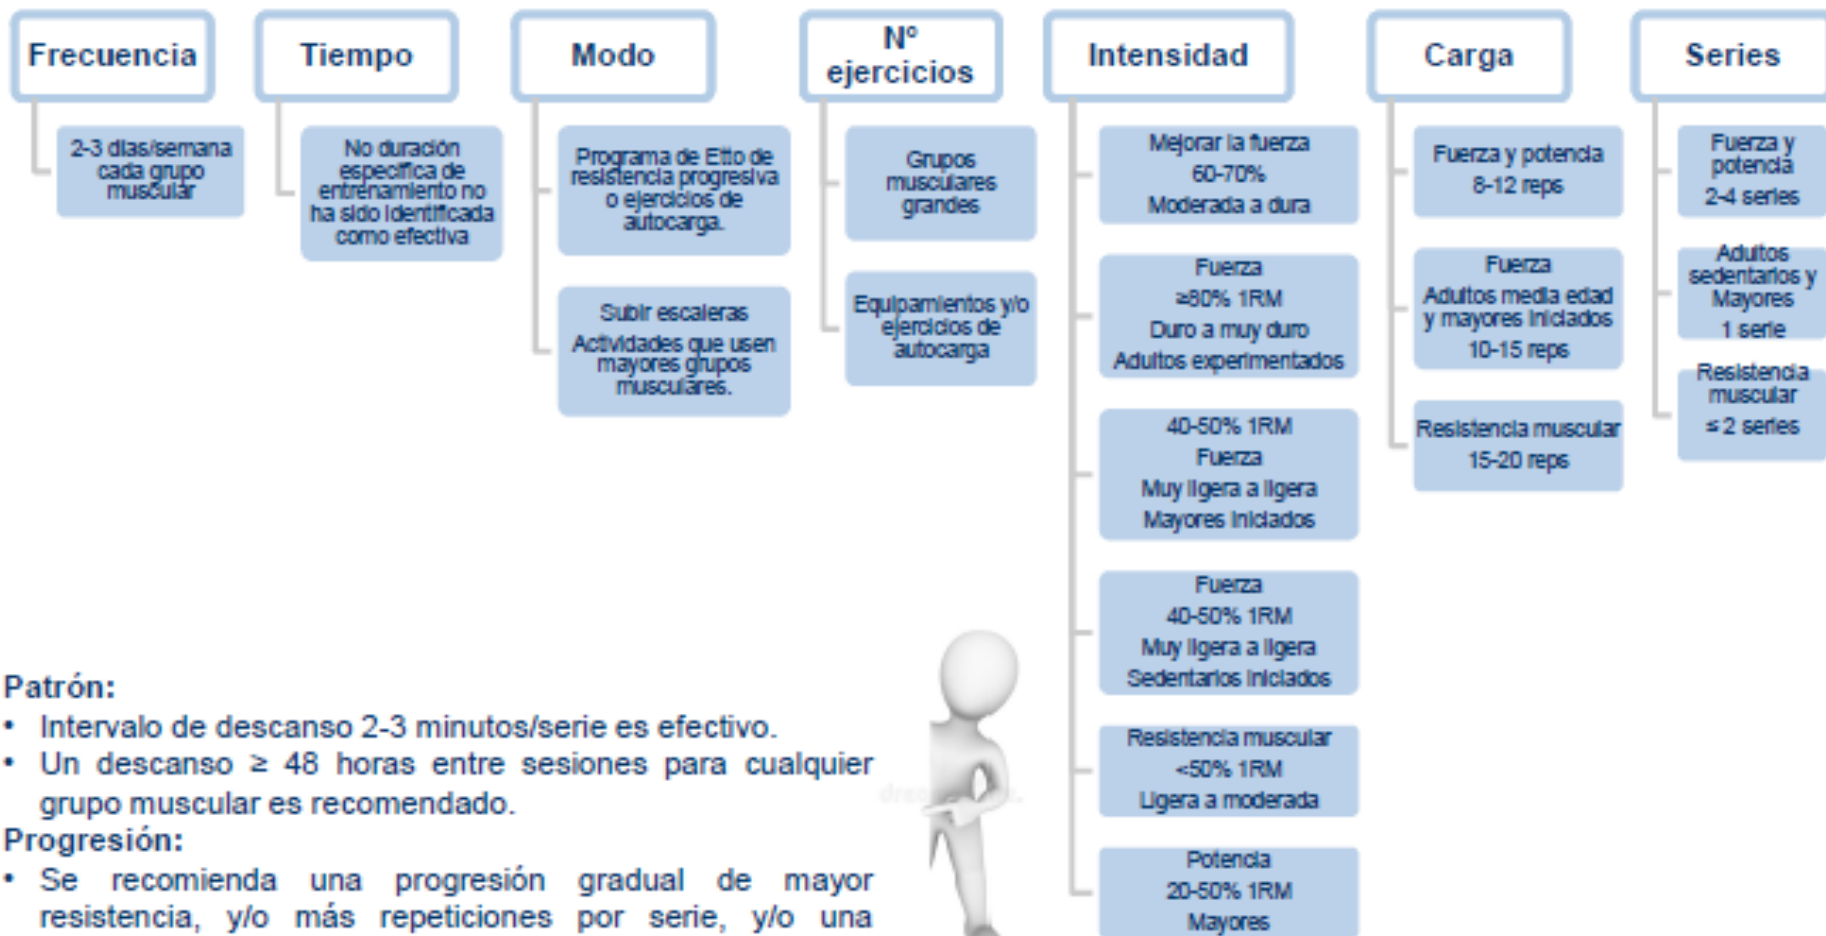 Frecuencia
2-3 días/semana
cada grupo
muscular
Tiempo
No duración
específica de
entrenamiento no
ha sido identificada
como efectiva
Modo
Programa de Etto de
resistencia progresiva
o ejercicios de
autocarga.
Subir escaleras
Actividades que usen
mayores grupos
musculares.
Nº
ejercicios
Grupos
musculares
grandes
Equipamientos y/o
ejercicios de
autocarga
Intensidad
Mejorar la fuerza
60-70%
Moderada a dura
Fuerza
≥80% 1RM
Duro a muy duro
Adultos experimentados
40-50% 1RM
Fuerza
Muy ligera a ligera
Mayores iniciados
Fuerza
40-50% 1RM
Muy ligera a ligera
Sedentarios iniciados
Resistencia muscular
<50% 1RM
Ligera a moderada
Potencia
20-50% 1RM
Mayores
Carga
Fuerza y potencia
8-12 reps
Fuerza
Adultos media edad
y mayores iniciados
10-15 reps
Resistencia muscular
15-20 reps
Series
Fuerza y
potencia
2-4 series
Adultos
sedentarios y
Mayores
1 serie
Resistencia
muscular
≤ 2 series
Patrón:
• Intervalo de descanso 2-3 minutos/serie es efectivo.
• Un descanso ≥ 48 horas entre sesiones para cualquier
grupo muscular es recomendado.
Progresión:
• Se recomienda una progresión gradual de mayor
resistencia, y/o más repeticiones por serie, y/o una